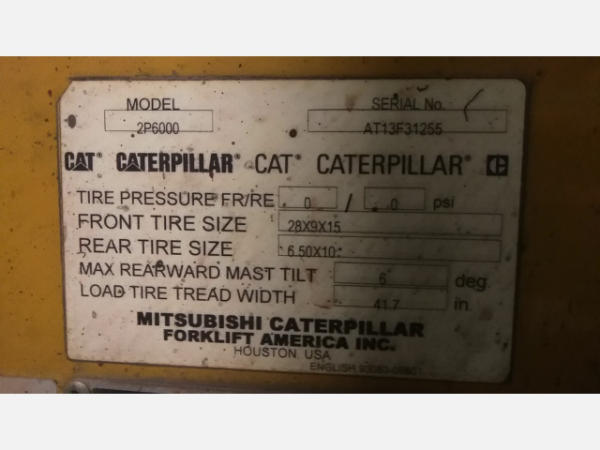 MODEL SERIAL No.
2P6000 AT13F31255
CAT® CATERPILLAR® CAT® CATERPILLAR®
TIRE PRESSURE FR/RE 0 / 0 psi
FRONT TIRE SIZE 28X9X15
REAR TIRE SIZE 6.50X10
MAX REARWARD MAST TILT 6 deg.
LOAD TIRE TREAD WIDTH 41.7 in.
MITSUBISHI CATERPILLAR
FORKLIFT AMERICA INC.
HOUSTON, USA
ENGLISH